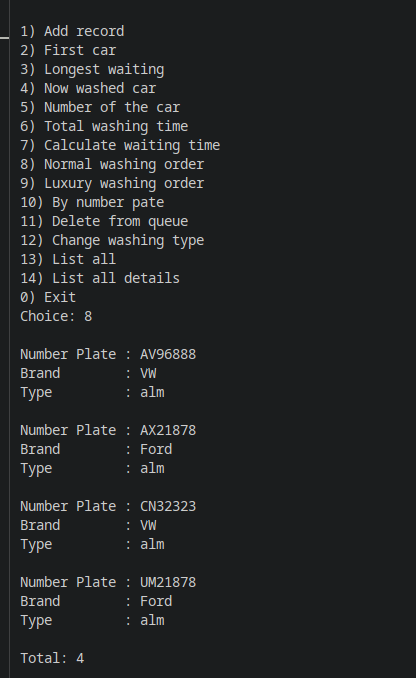 1) Add record
2) First car
3) Longest waiting
4) Now washed car
5) Number of the car
6) Total washing time
7) Calculate waiting time
8) Normal washing order
9) Luxury washing order
10) By number pate
11) Delete from queue
12) Change washing type
13) List all
14) List all details
0) Exit
Choice: 8

Number Plate : AV96888
Brand        : VW
Type         : alm

Number Plate : AX21878
Brand        : Ford
Type         : alm

Number Plate : CN32323
Brand        : VW
Type         : alm

Number Plate : UM21878
Brand        : Ford
Type         : alm

Total: 4